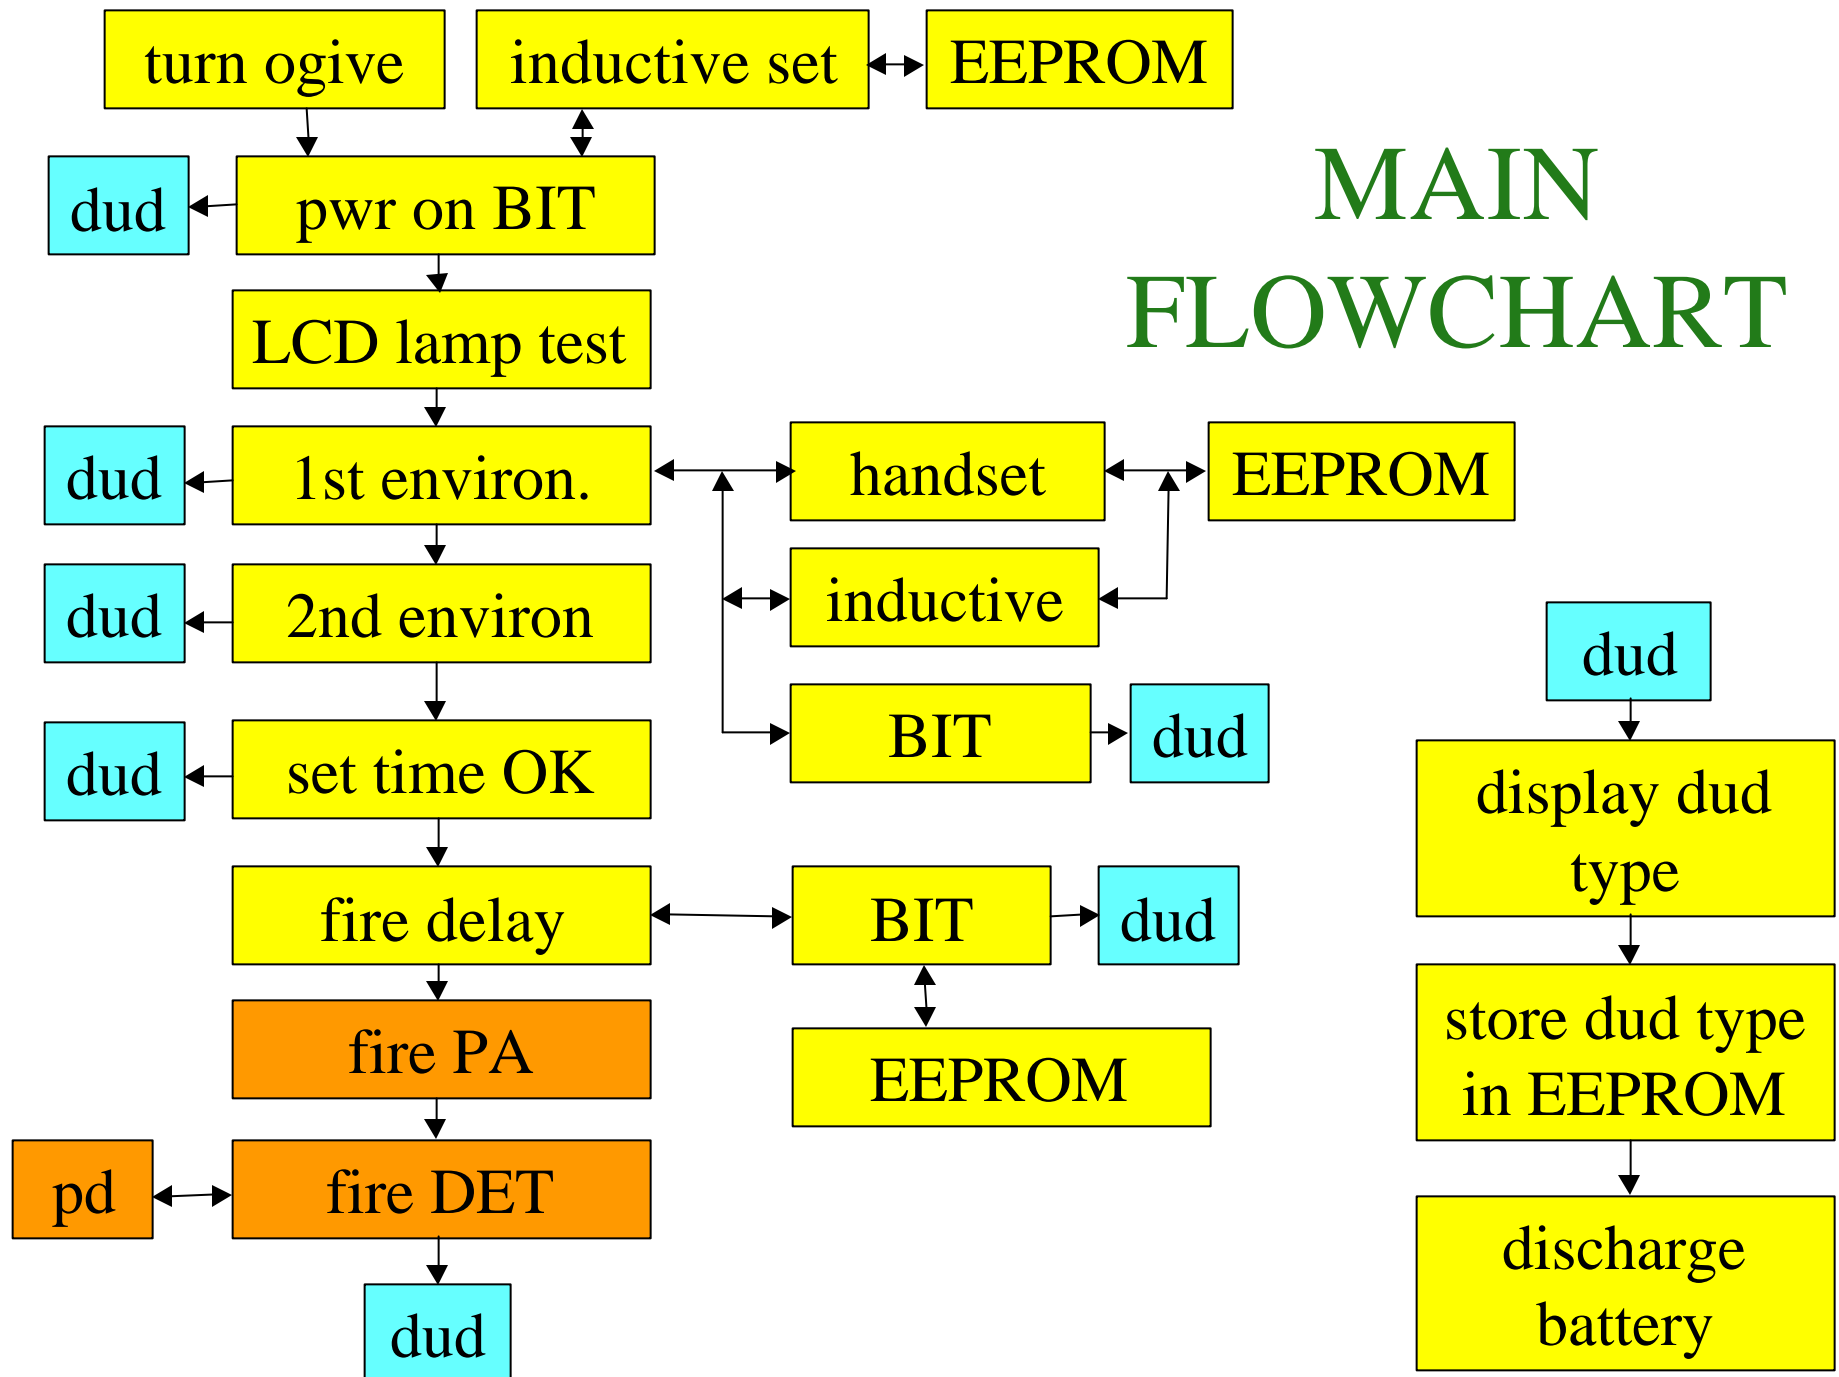 turn ogive
inductive set
EEPROM
MAIN
FLOWCHART
dud
pwr on BIT
LCD lamp test
dud
1st environ.
handset
EEPROM
dud
2nd environ
inductive
dud
set time OK
BIT
dud
fire delay
BIT
dud
fire PA
EEPROM
pd
fire DET
dud
dud
display dud
type
store dud type
in EEPROM
discharge
battery